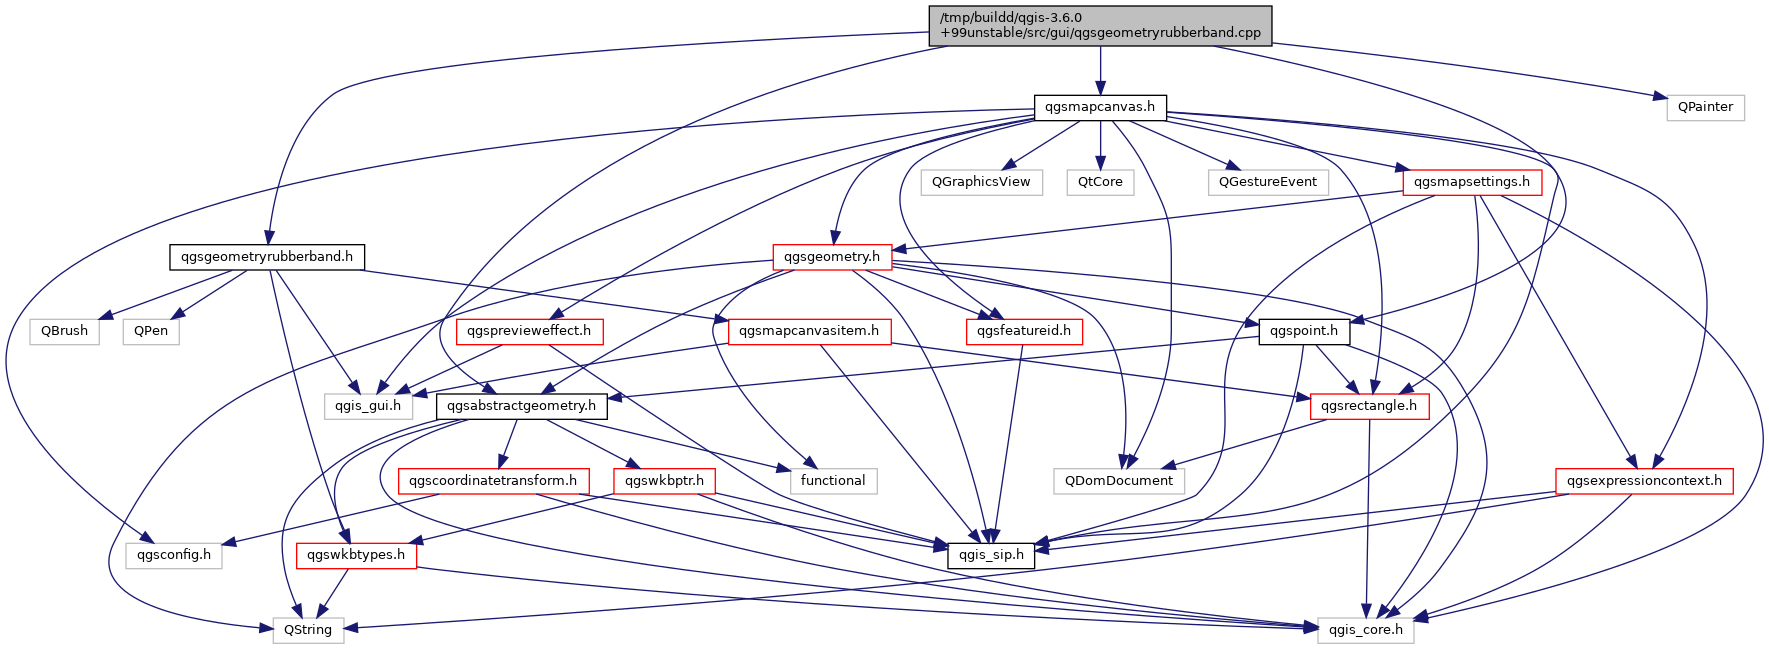 /tmp/buildd/qgis-3.6.0
+99unstable/src/gui/qgsgeometryrubberband.cpp
qgsmapcanvas.h
QPainter
QGraphicsView
QtCore
QGestureEvent
qgsmapsettings.h
qgsgeometryrubberband.h
qgsgeometry.h
QBrush
QPen
qgsprevieweffect.h
qgsmapcanvasitem.h
qgsfeatureid.h
qgspoint.h
qgis_gui.h
qgsabstractgeometry.h
qgsrectangle.h
qgscoordinatetransform.h
qgswkbptr.h
functional
QDomDocument
qgsexpressioncontext.h
qgsconfig.h
qgswkbtypes.h
qgis_sip.h
QString
qgis_core.h